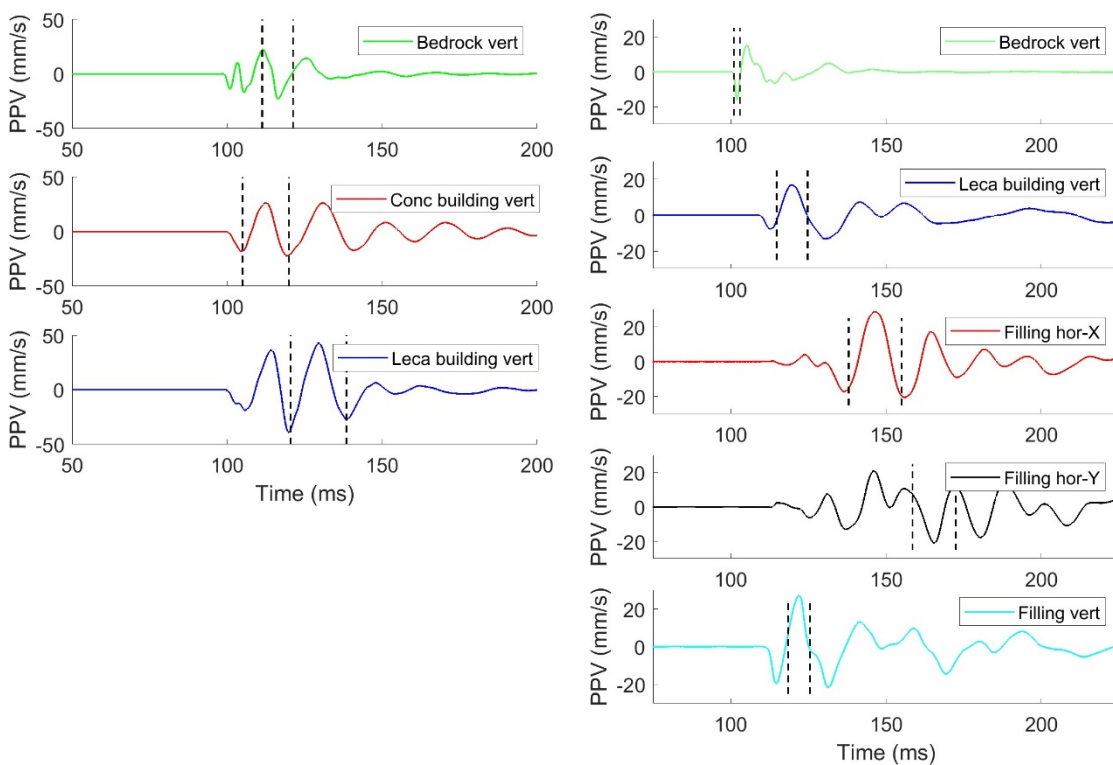 50
Bedrock vert
PPV (mm/s)
0
-50
50
100
150
200
50
Conc building vert
PPV (mm/s)
0
-50
50
100
150
200
50
Leca building vert
PPV (mm/s)
0
-50
50
100
150
200
Time (ms)
20
Bedrock vert
PPV (mm/s)
0
-20
100
150
200
20
Leca building vert
PPV (mm/s)
0
-20
100
150
200
20
Filling hor-X
PPV (mm/s)
0
-20
100
150
200
20
Filling hor-Y
PPV (mm/s)
0
-20
100
150
200
20
Filling vert
PPV (mm/s)
0
-20
100
150
200
Time (ms)